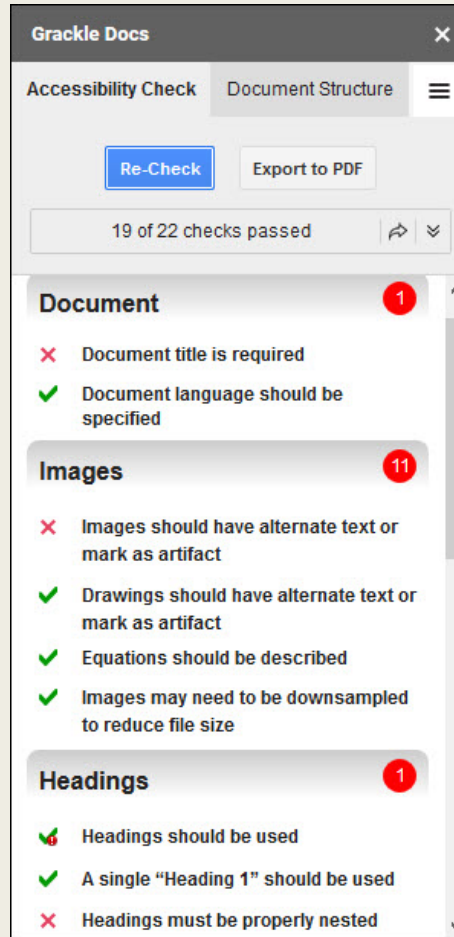 Grackle Docs
Accessibility Check Document Structure
Re-Check Export to PDF
19 of 22 checks passed
Document 1
Document title is required
Document language should be
specified
Images 11
Images should have alternate text or
mark as artifact
Drawings should have alternate text or
mark as artifact
Equations should be described
Images may need to be downsampled
to reduce file size
Headings 1
Headings should be used
A single “Heading 1” should be used
Headings must be properly nested